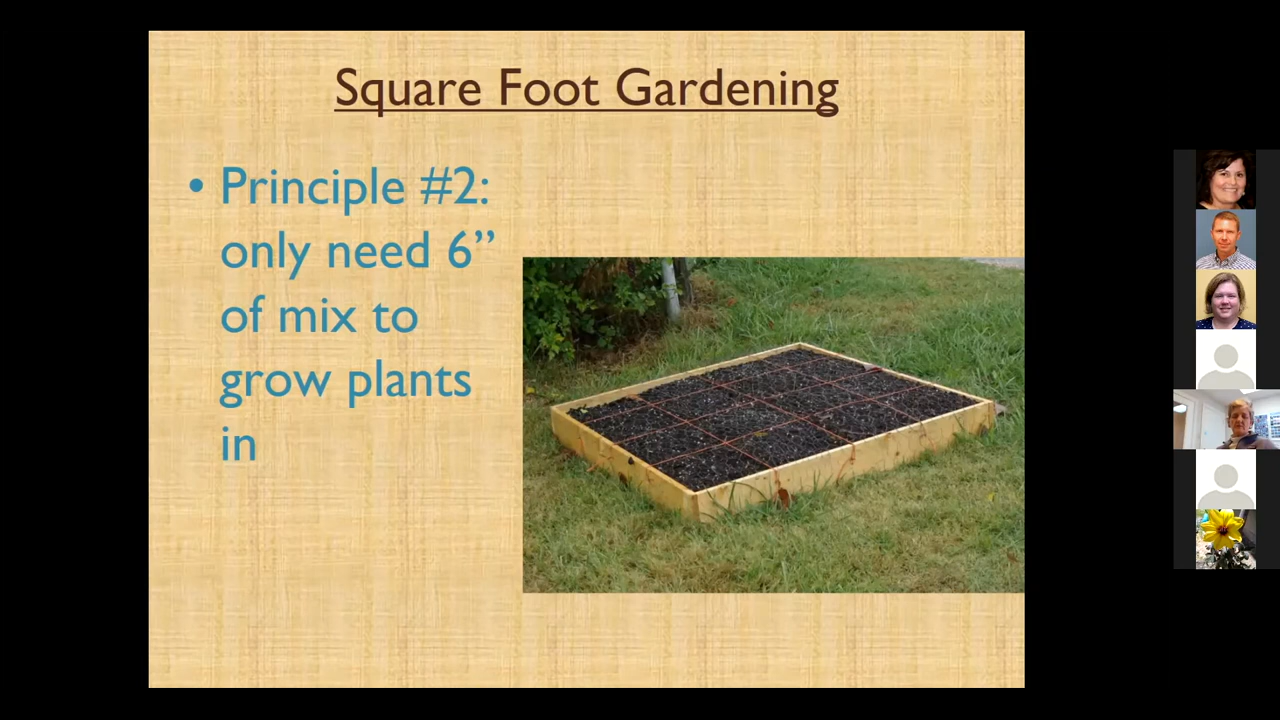 Square Foot Gardening
• Principle #2:
only need 6”
of mix to
grow plants
in